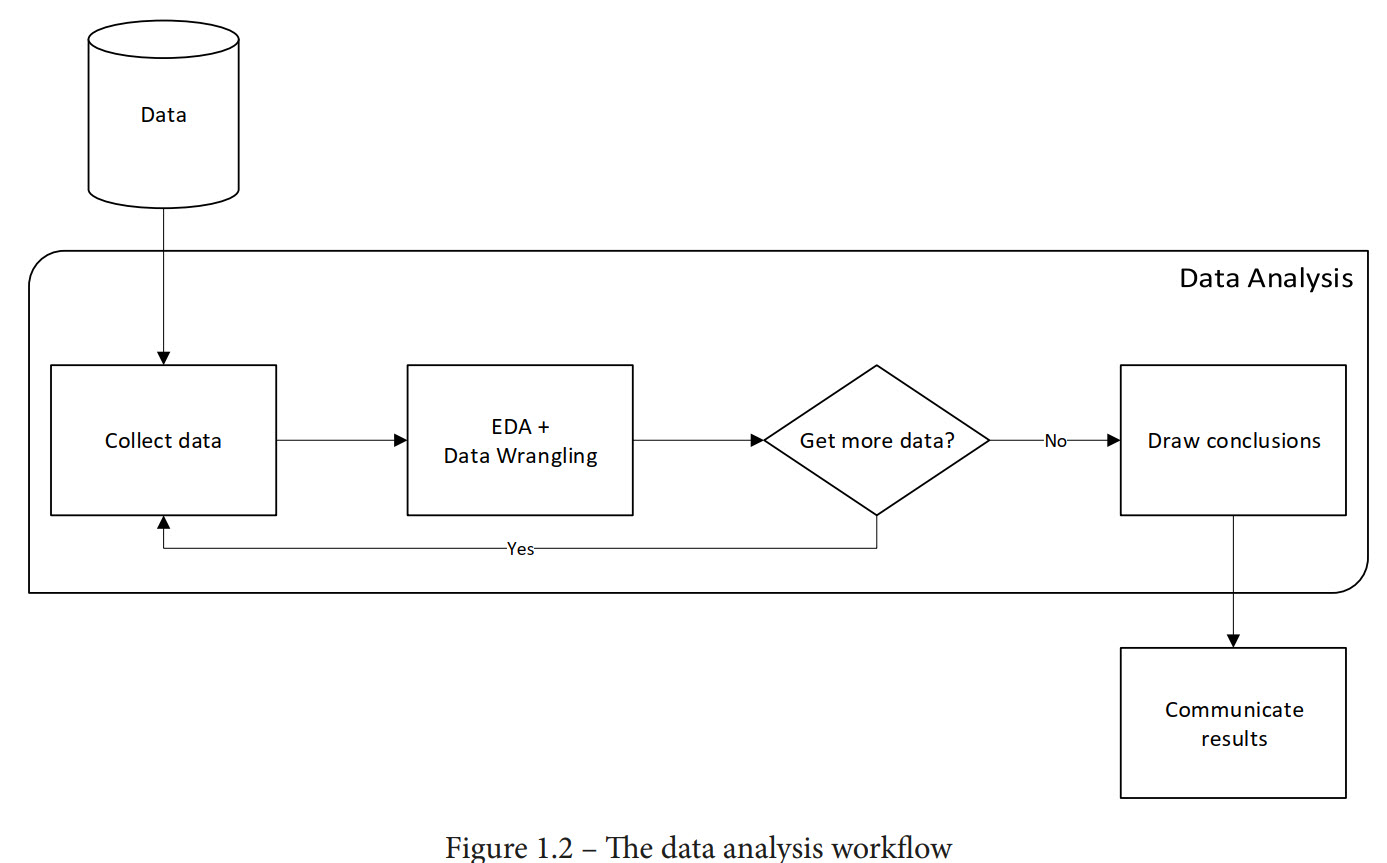 Data
Data Analysis
Collect data
EDA +
Data Wrangling
Get more data?
No
Draw conclusions
Yes
Communicate
results
Figure 1.2 – The data analysis workflow